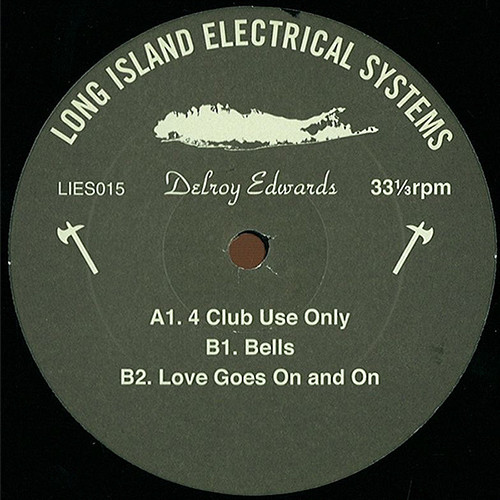 LONG ISLAND ELECTRICAL SYSTEMS
LIES015 Delroy Edwards 33⅓rpm
A1. 4 Club Use Only
B1. Bells
B2. Love Goes On and On